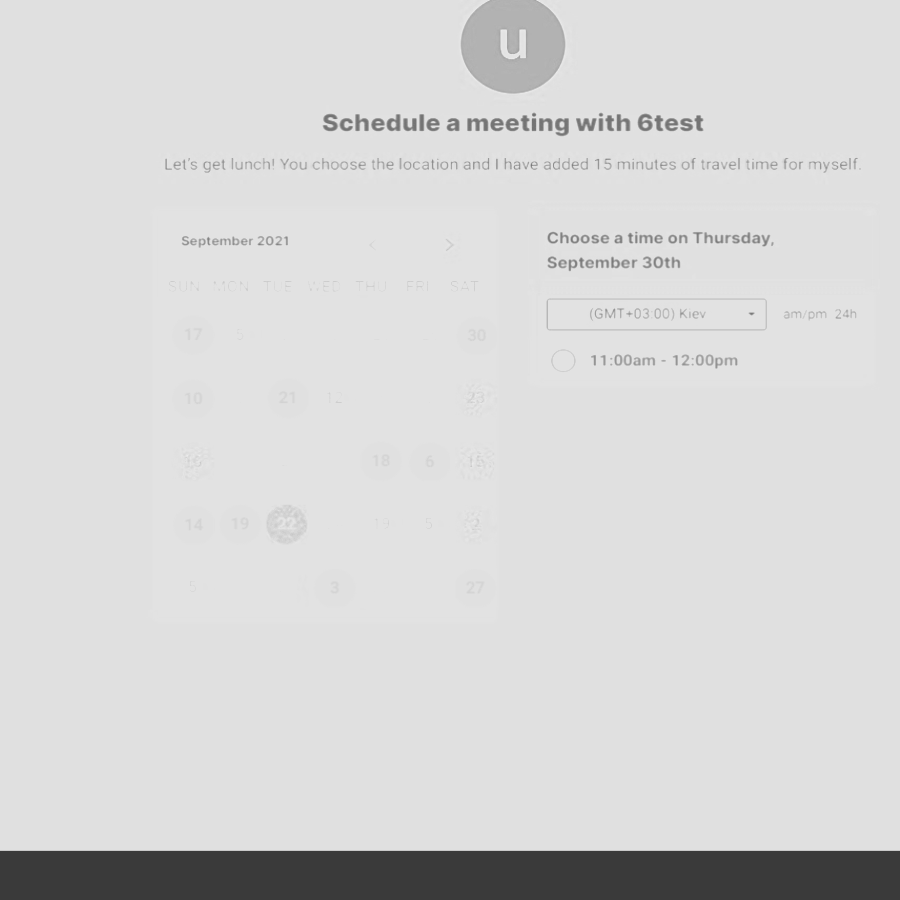 u
Schedule a meeting with 6test
Let's get lunch! You choose the location and I have added 15 minutes of travel time for myself.
September 2021
SUN MON TUE WED THU FRI SAT
17 30
10 21 12 23
18 6 15
14 19 22 5 2
5 3 27
Choose a time on Thursday,
September 30th
(GMT+03:00) Kiev am/pm 24h
11:00am - 12:00pm